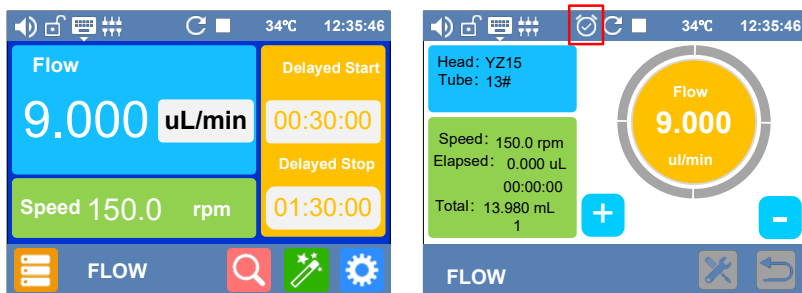 34℃ 12:35:46
Flow
9.000 uL/min
Speed 150.0 rpm
Delayed Start
00:30:00
Delayed Stop
01:30:00
FLOW
34℃ 12:35:46
Head: YZ15
Tube: 13#
Speed: 150.0 rpm
Elapsed: 0.000 uL
00:00:00
Total: 13.980 mL
1
Flow
9.000
ul/min
+
-
FLOW